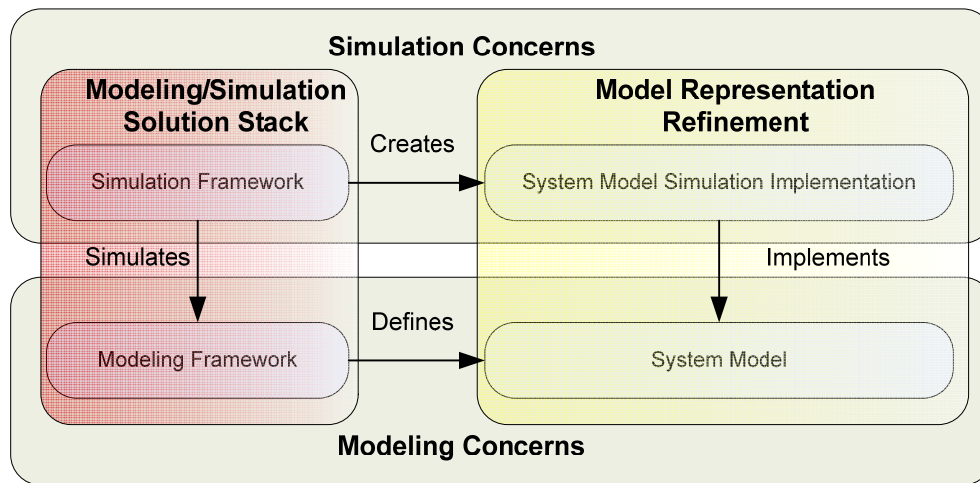 Simulation Concerns
Modeling/Simulation
Solution Stack
Model Representation
Refinement
Creates
Simulation Framework
System Model Simulation Implementation
Simulates
Implements
Defines
Modeling Framework
System Model
Modeling Concerns